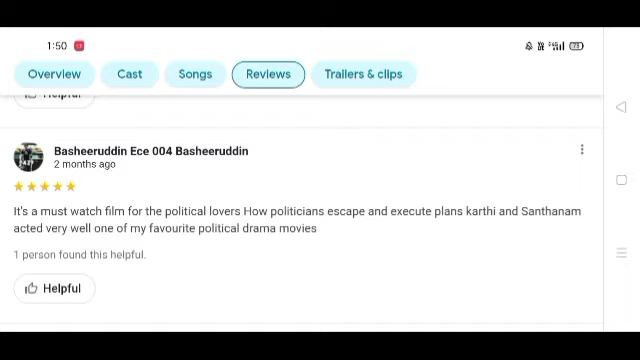 1:50
73
Overview
Cast
Songs
Reviews
Trailers & clips
Helpful
Basheeruddin Ece 004 Basheeruddin
2 months ago
It's a must watch film for the political lovers How politicians escape and execute plans karthi and Santhanam
acted very well one of my favourite political drama movies
1 person found this helpful.
Helpful